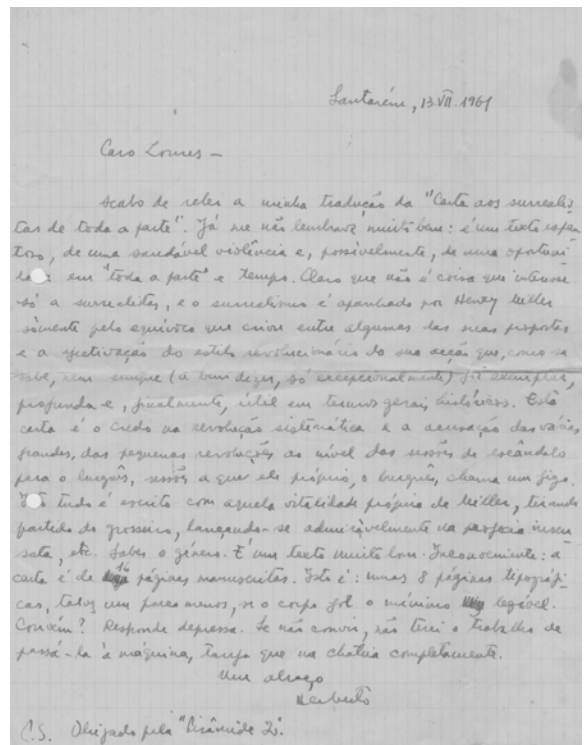 Santarém, 13.VII.1961
Caro Loures –
Acabo de reler a minha tradução da "Carta aos surrealis-
tas de toda a parte". Já me não lembrava muito bem: é um texto espan-
toso, de uma saudável violência e, possivelmente, de uma oportuni-
dade em "toda a parte" e tempo. Claro que não é coisa que interesse
só a surrealistas, e o surrealismo é apanhado por Henry Miller
sòmente pelo equívoco que criou entre algumas das suas propostas
e a efectivação do estilo revolucionário da sua acção que, como se
sabe, nem sempre (a bem dizer, só excepcionalmente) foi exemplar,
profunda e, finalmente, útil em termos gerais históricos. Esta
carta é o credo na revolução sistemática e a acusação das várias
fraudes, das pequenas revoluções ao nível das sessões de escândalo
para o burguês, sessões a que ele próprio, o burguês, chama um figo.
Isto tudo é escrito com aquela vitalidade própria de Miller, tirando
partido do grosseiro, lançando-se admiràvelmente na profecia insen-
sata, etc. Sabes o género. É um texto muito bom. Inconveniente: a
carta é de 16 páginas manuscritas. Isto é: umas 8 páginas tipográfi-
cas, talvez um pouco menos, se o corpo for o mínimo legível.
Convém? Responde depressa. Se não convir, não terei o trabalho de
passá-la à máquina, tarefa que me chateia completamente.
Um abraço
Herberto
P.S. Obrigado pela "Pirâmide 2".